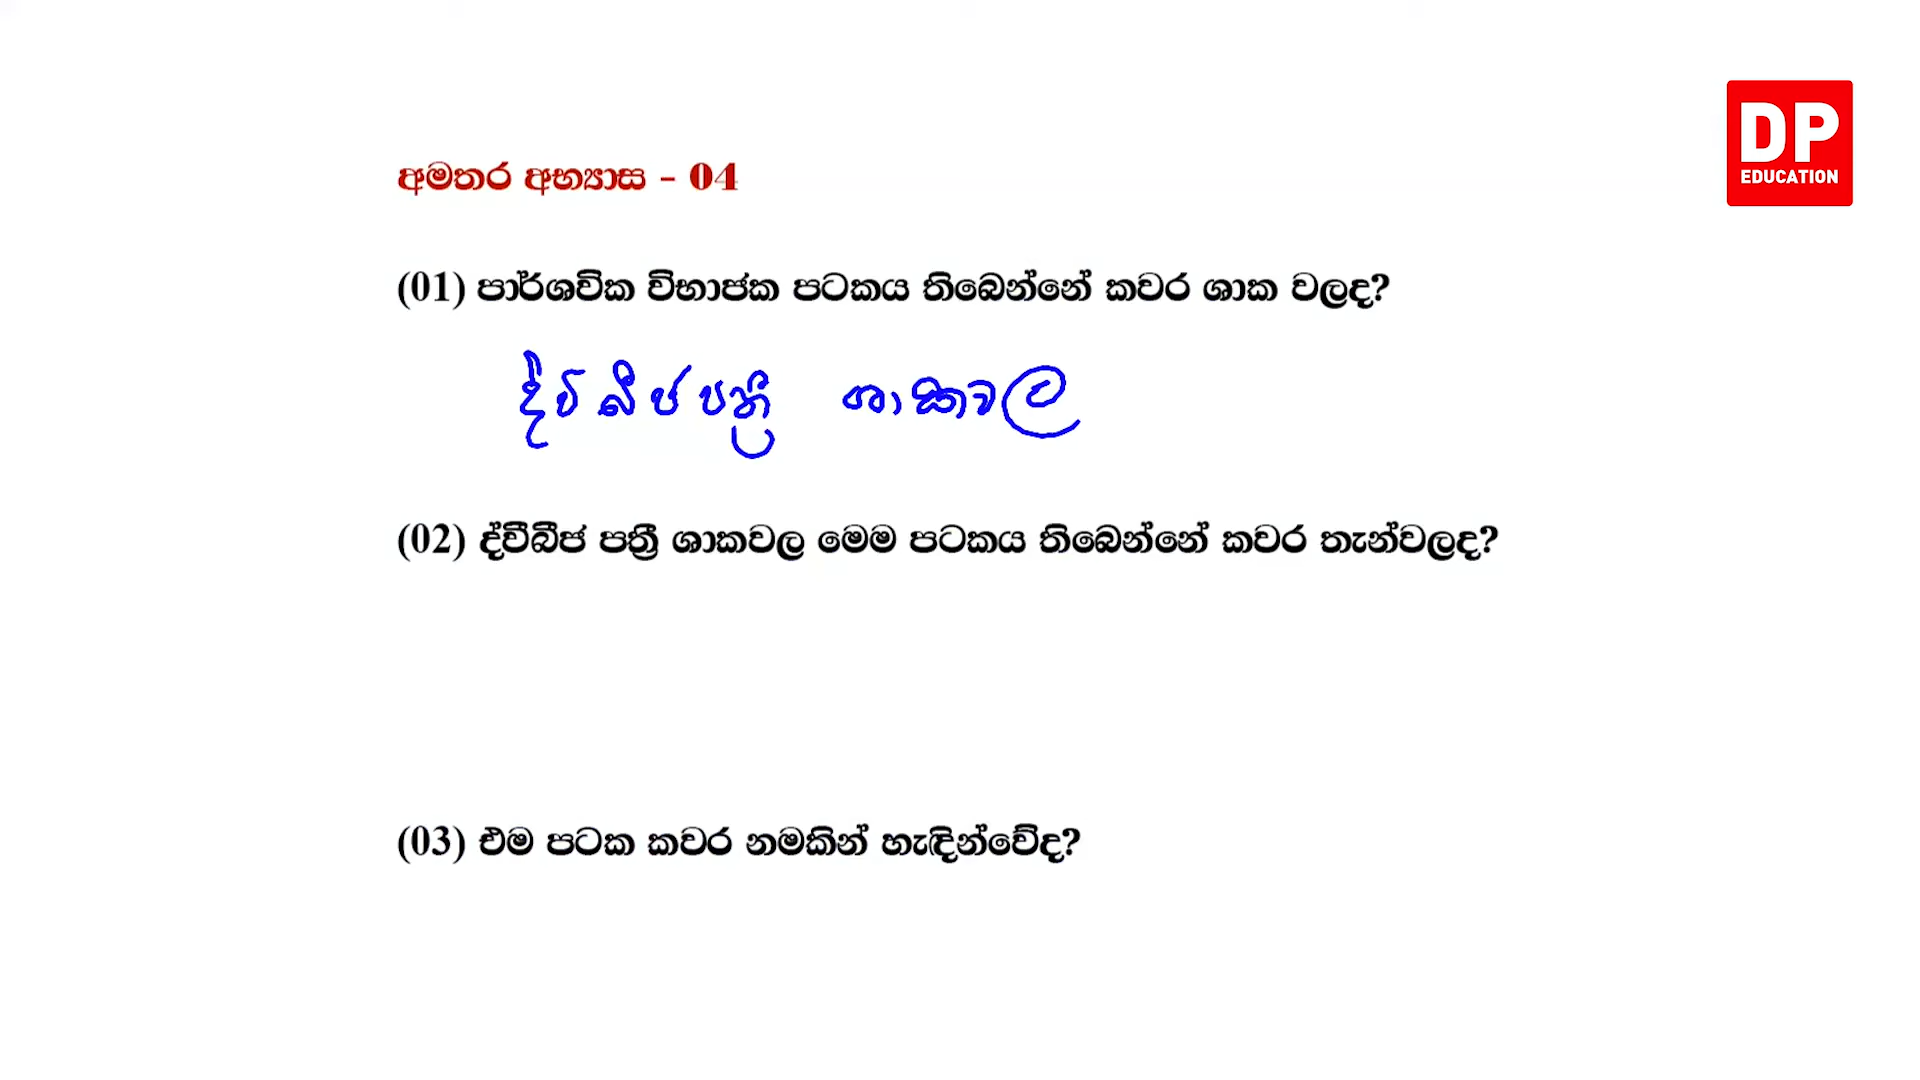 DP
EDUCATION
අමතර අභ්‍යාස - 04
(01) පාර්ශවික විභාජක පටකය තිබෙන්නේ කවර ශාක වලද?
ද්විබීජපත්‍රී ශාකවල
(02) ද්වීබීජ පත්‍රී ශාකවල මෙම පටකය තිබෙන්නේ කවර තැන්වලද?
(03) එම පටක කවර නමකින් හැඳින්වේද?